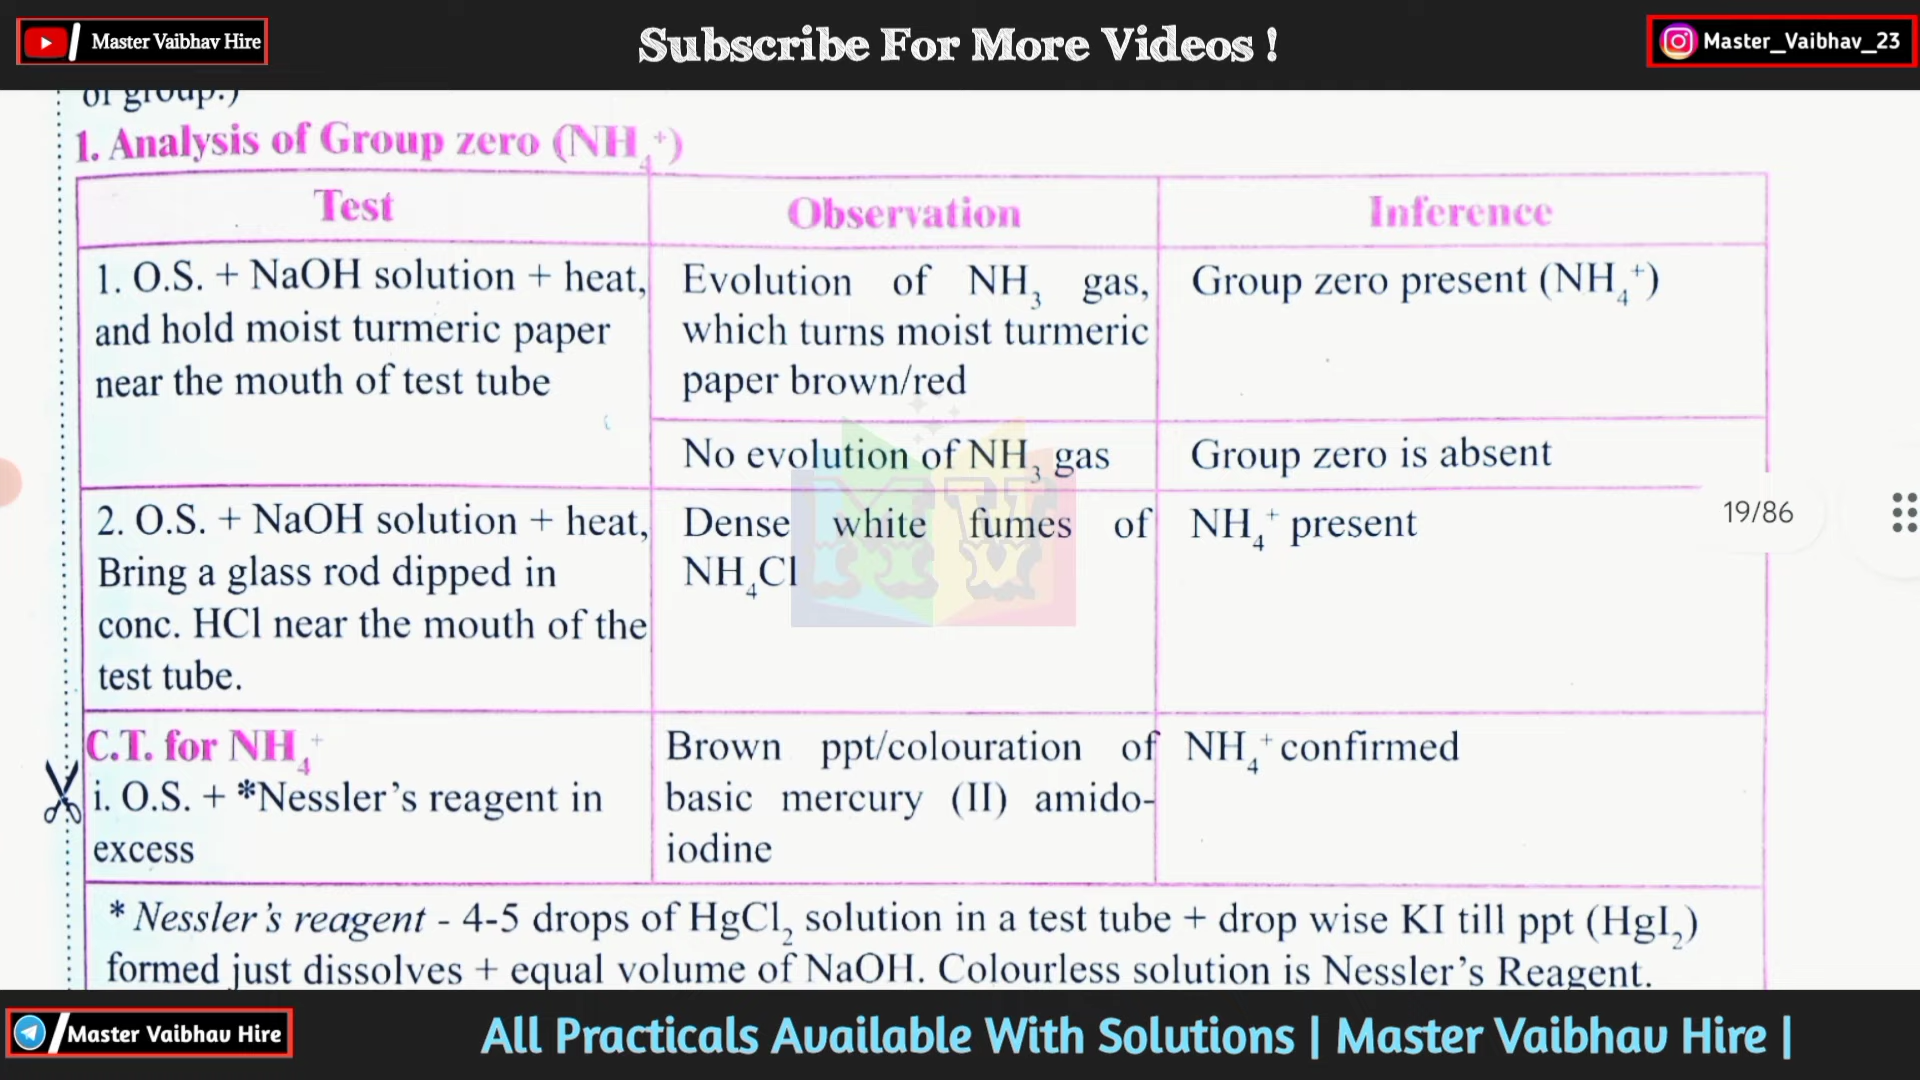 Master Vaibhav Hire
Subscribe For More Videos !
Master_Vaibhav_23
of group.)
1. Analysis of Group zero (NH₄⁺)
Test
Observation
Inference
1. O.S. + NaOH solution + heat,
and hold moist turmeric paper
near the mouth of test tube
Evolution of NH₃ gas,
which turns moist turmeric
paper brown/red
Group zero present (NH₄⁺)
No evolution of NH₃ gas
Group zero is absent
2. O.S. + NaOH solution + heat,
Bring a glass rod dipped in
conc. HCl near the mouth of the
test tube.
Dense white fumes of
NH₄Cl
NH₄⁺ present
MV
19/86
C.T. for NH₄⁺
i. O.S. + *Nessler's reagent in
excess
Brown ppt/colouration of
basic mercury (II) amido-
iodine
NH₄⁺ confirmed
* Nessler's reagent - 4-5 drops of HgCl₂ solution in a test tube + drop wise KI till ppt (HgI₂)
formed just dissolves + equal volume of NaOH. Colourless solution is Nessler's Reagent.
Master Vaibhav Hire
All Practicals Available With Solutions | Master Vaibhav Hire |